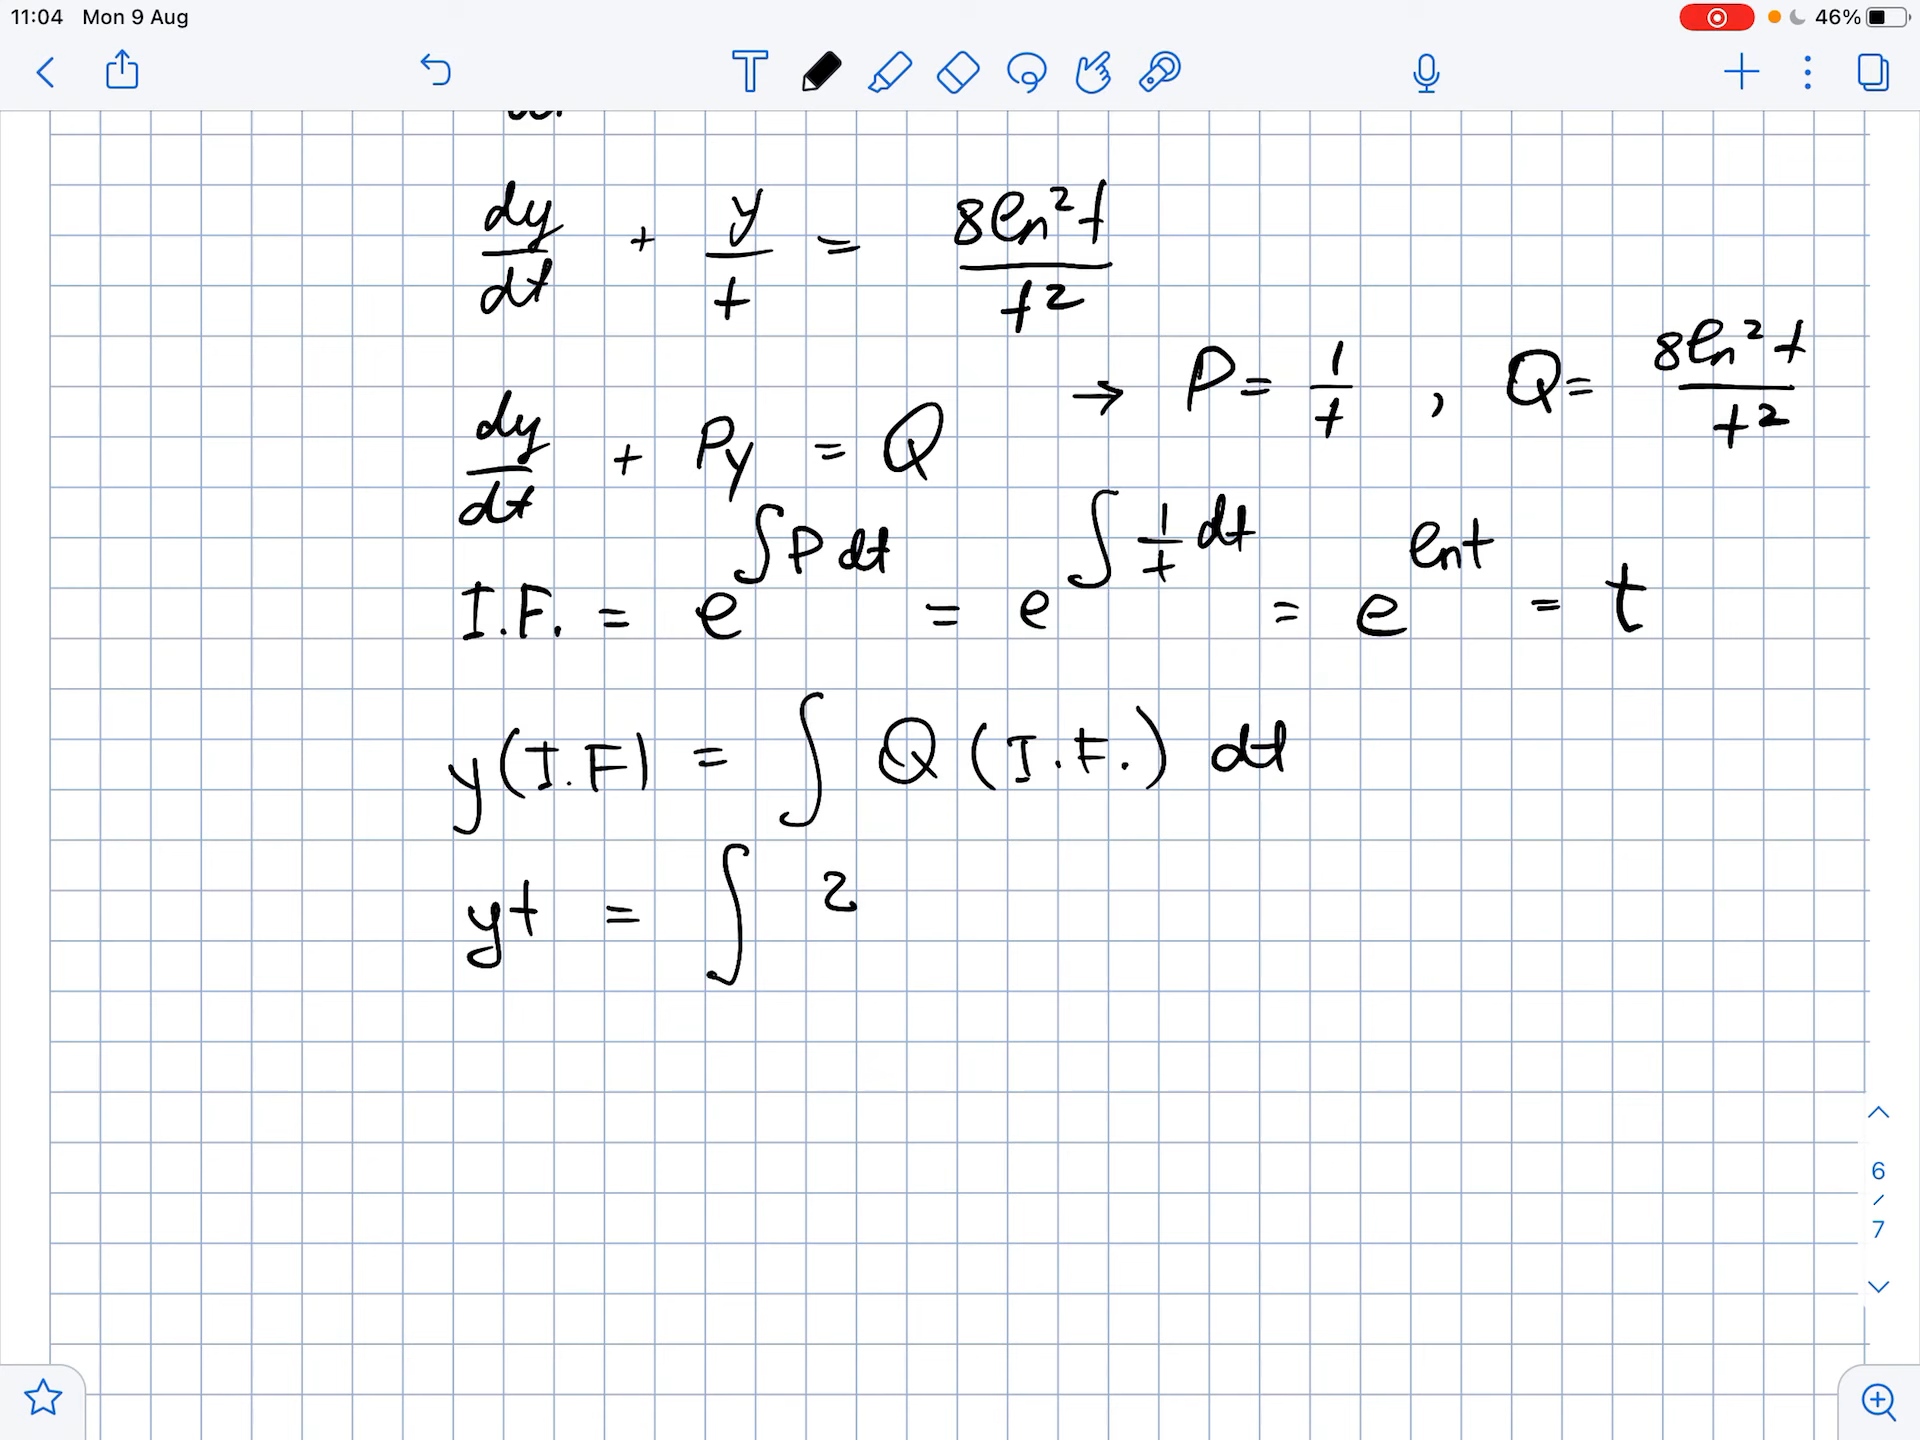 11:04 Mon 9 Aug 46%
T
dy/dt + y/t = 8ln²t/t²
→ P = 1/t , Q = 8ln²t/t²
dy/dt + Py = Q
I.F. = e^∫P dt = e^∫1/t dt = e^lnt = t
y(I.F) = ∫ Q (I.F.) dt
yt = ∫ 2
6
/
7